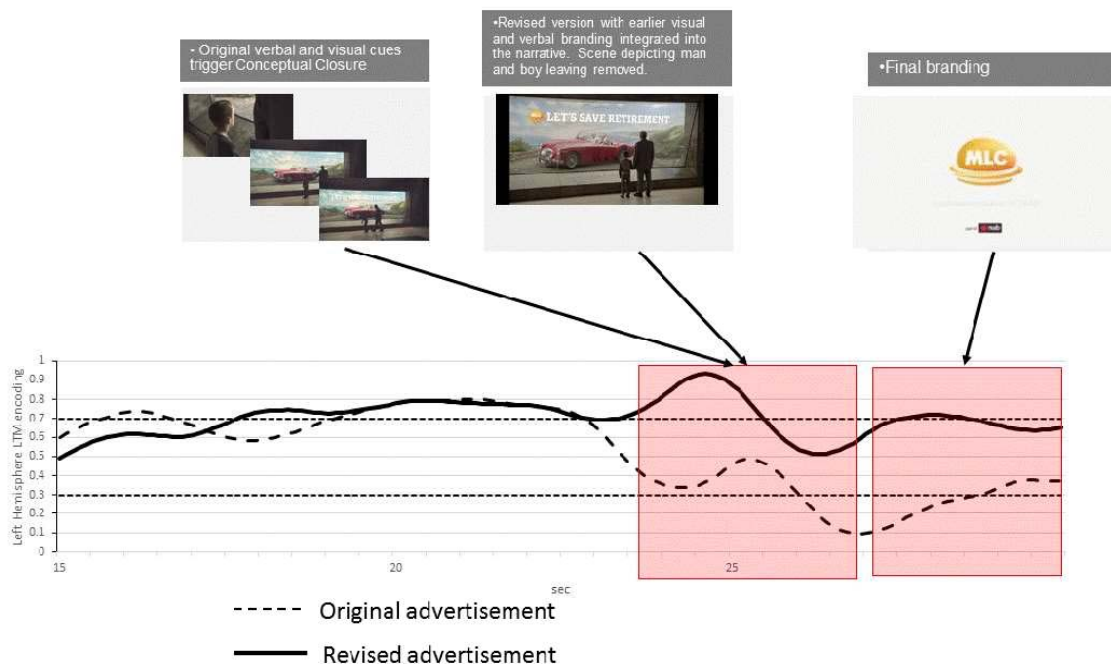 - Original verbal and visual cues
trigger Conceptual Closure
•Revised version with earlier visual
and verbal branding integrated into
the narrative. Scene depicting man
and boy leaving removed.
•Final branding
MLC LET'S SAVE RETIREMENT
MLC
nab
1
0.9
0.8
0.7
0.6
0.5
0.4
0.3
0.2
0.1
0
Left Hemisphere LTM encoding
15
20
25
sec
Original advertisement
Revised advertisement